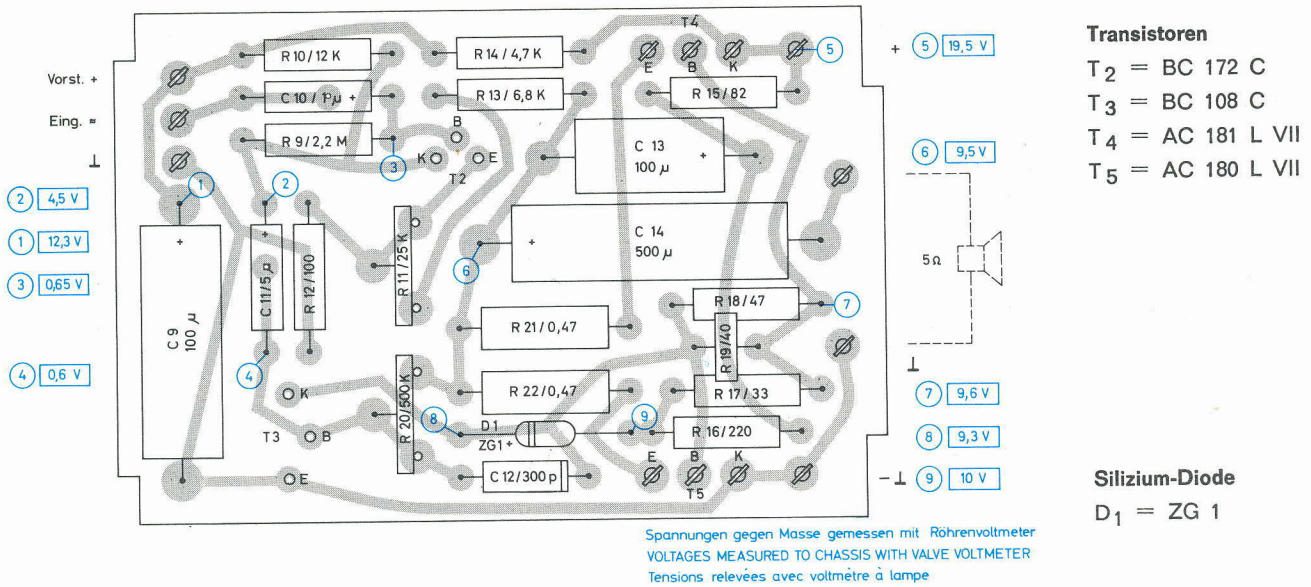 Vorst. +
Eing. ≈
⊥
2 4,5 V
1 12,3 V
3 0,65 V
4 0,6 V
R 10 / 12 K
C 10 / 1µ +
R 9 / 2,2 M
R 14 / 4,7 K
R 13 / 6,8 K
T4
E B K
R 15 / 82
5
B
K E
T2
3
1
2
C 13
100 µ +
+ C 14
500 µ
6
C 9
100 µ
+
C 11 / 5 µ
+
R 12 / 100
R 11 / 25 K
R 21 / 0,47
R 18 / 47
7
R 19 / 40
4
K
R 20 / 500 K
R 22 / 0,47
R 17 / 33
T3 B
8
D1
ZG1 +
9
R 16 / 220
C 12 / 300 p
E
E B K
T5
+ 5 19,5 V
6 9,5 V
5 Ω
⊥
7 9,6 V
8 9,3 V
- ⊥ 9 10 V
Spannungen gegen Masse gemessen mit Röhrenvoltmeter
VOLTAGES MEASURED TO CHASSIS WITH VALVE VOLTMETER
Tensions relevées avec voltmètre à lampe
Transistoren
T2 = BC 172 C
T3 = BC 108 C
T4 = AC 181 L VII
T5 = AC 180 L VII
Silizium-Diode
D1 = ZG 1